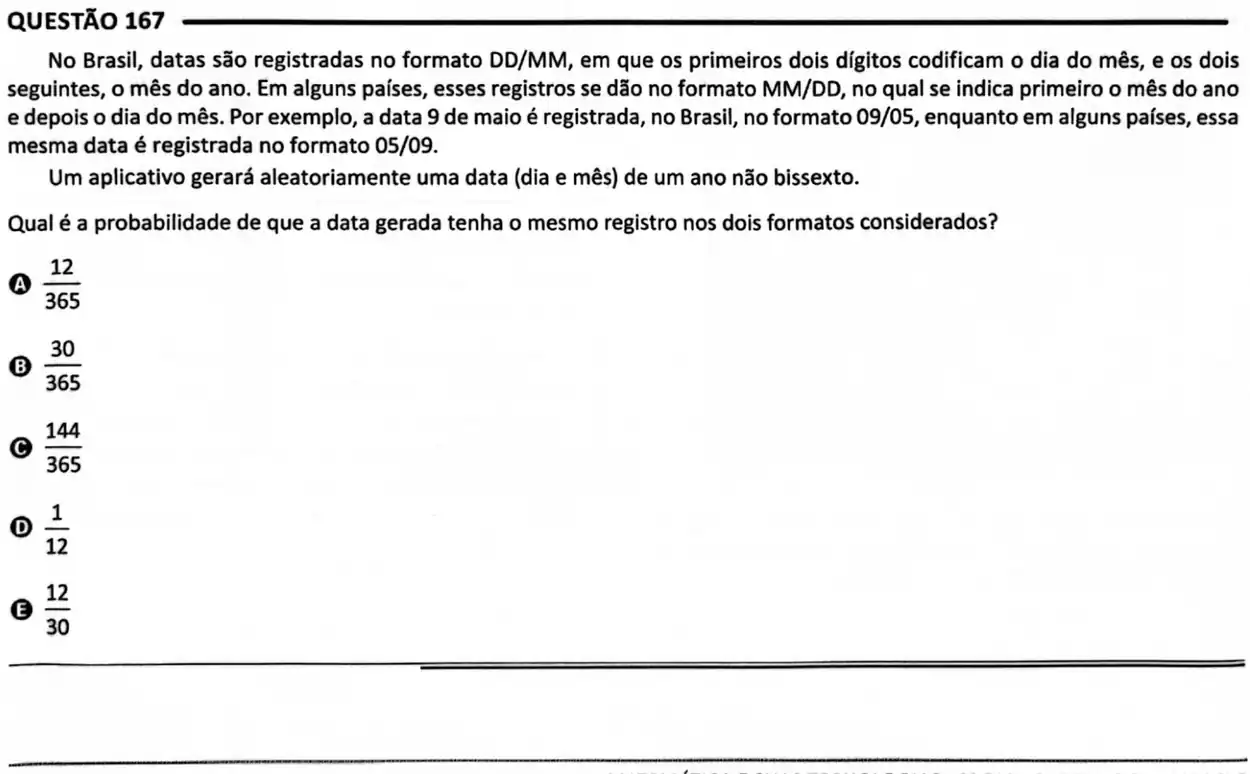 QUESTÃO 167
No Brasil, datas são registradas no formato DD/MM, em que os primeiros dois dígitos codificam o dia do mês, e os dois
seguintes, o mês do ano. Em alguns países, esses registros se dão no formato MM/DD, no qual se indica primeiro o mês do ano
e depois o dia do mês. Por exemplo, a data 9 de maio é registrada, no Brasil, no formato 09/05, enquanto em alguns países, essa
mesma data é registrada no formato 05/09.
Um aplicativo gerará aleatoriamente uma data (dia e mês) de um ano não bissexto.
Qual é a probabilidade de que a data gerada tenha o mesmo registro nos dois formatos considerados?
A 12
365
B 30
365
C 144
365
D 1
12
E 12
30